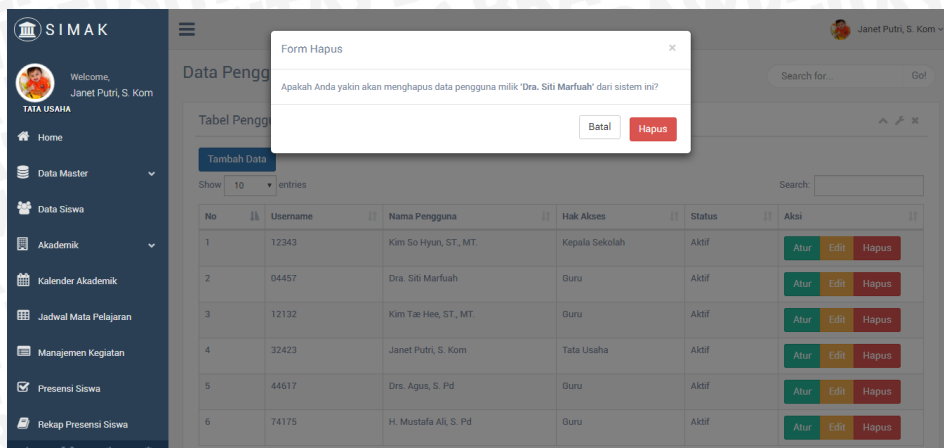 SIMAK
Janet Putri, S. Kom
Welcome,
Janet Putri, S. Kom
TATA USAHA
Home
Data Master
Data Siswa
Akademik
Kalender Akademik
Jadwal Mata Pelajaran
Manajemen Kegiatan
Presensi Siswa
Rekap Presensi Siswa
Form Hapus ×
Apakah Anda yakin akan menghapus data pengguna milik 'Dra. Siti Marfuah' dari sistem ini?
Batal Hapus
Data Pengg
Search for... Go!
Tabel Pengg
Tambah Data
Show 10 entries Search:
No Username Nama Pengguna Hak Akses Status Aksi
1 12343 Kim So Hyun, ST., MT. Kepala Sekolah Aktif Atur Edit Hapus
2 04457 Dra. Siti Marfuah Guru Aktif Atur Edit Hapus
3 12132 Kim Tae Hee, ST., MT. Guru Aktif Atur Edit Hapus
4 32423 Janet Putri, S. Kom Tata Usaha Aktif Atur Edit Hapus
5 44617 Drs. Agus, S. Pd Guru Aktif Atur Edit Hapus
6 74175 H. Mustafa Ali, S. Pd Guru Aktif Atur Edit Hapus